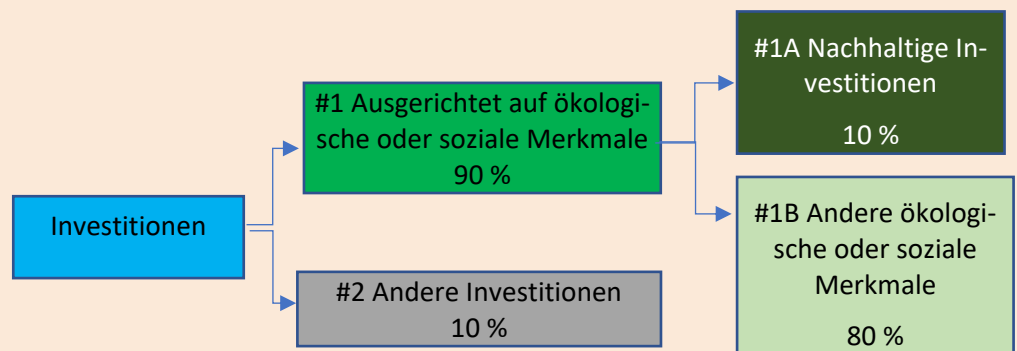 Investitionen
#1 Ausgerichtet auf ökologi-
sche oder soziale Merkmale
90 %
#2 Andere Investitionen
10 %
#1A Nachhaltige In-
vestitionen
10 %
#1B Andere ökologi-
sche oder soziale
Merkmale
80 %